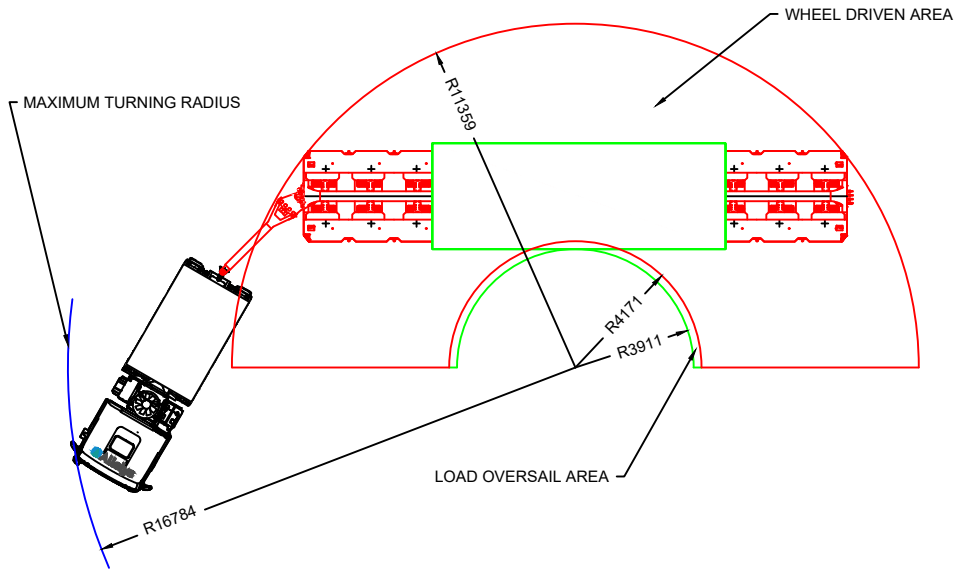 WHEEL DRIVEN AREA
MAXIMUM TURNING RADIUS
R11359
R4171
R3911
LOAD OVERSAIL AREA
R16784